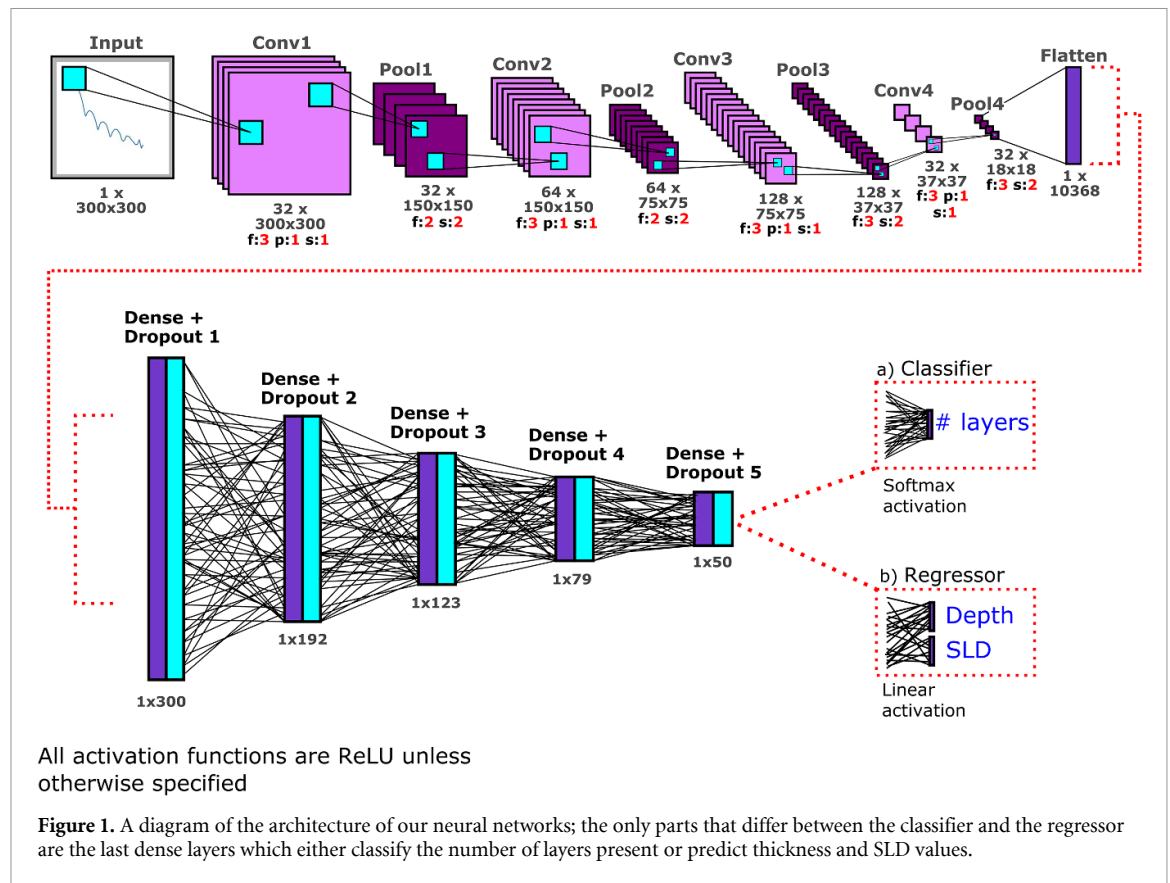 Input
Conv1
Pool1
Conv2
Pool2
Conv3
Pool3
Conv4
Pool4
Flatten
1 x
300x300
32 x
300x300
f:3 p:1 s:1
32 x
150x150
f:2 s:2
64 x
150x150
f:3 p:1 s:1
64 x
75x75
f:2 s:2
128 x
75x75
f:3 p:1 s:1
128 x
37x37
f:3 s:2
32 x
37x37
f:3 p:1
s:1
32 x
18x18
f:3 s:2
1 x
10368
Dense +
Dropout 1
1x300
Dense +
Dropout 2
1x192
Dense +
Dropout 3
1x123
Dense +
Dropout 4
1x79
Dense +
Dropout 5
1x50
a) Classifier
# layers
Softmax
activation
b) Regressor
Depth
SLD
Linear
activation
All activation functions are ReLU unless
otherwise specified
Figure 1. A diagram of the architecture of our neural networks; the only parts that differ between the classifier and the regressor
are the last dense layers which either classify the number of layers present or predict thickness and SLD values.